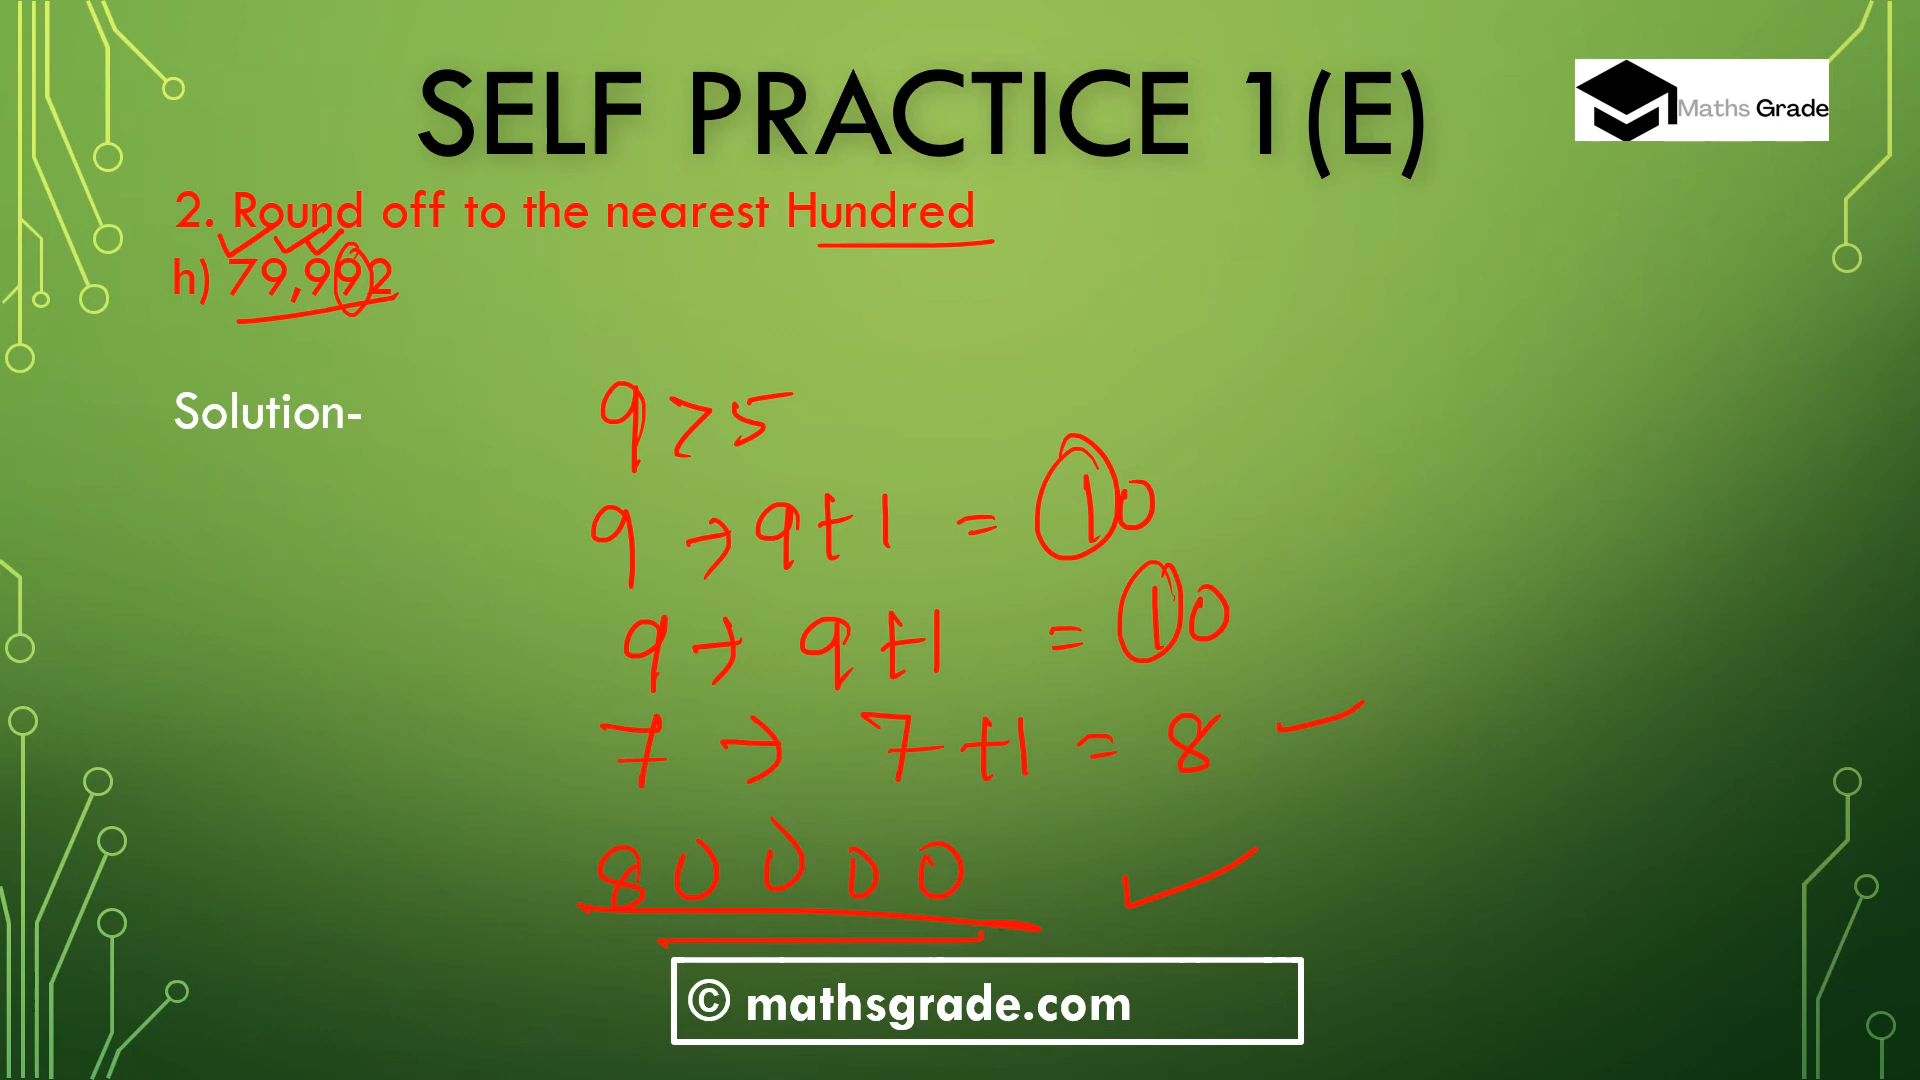 SELF PRACTICE 1(E)
Maths Grade
2. Round off to the nearest Hundred
h) 79,992
Solution-
9 > 5
9 → 9+1 = 10
9 → 9+1 = 10
7 → 7+1 = 8
80000
© mathsgrade.com